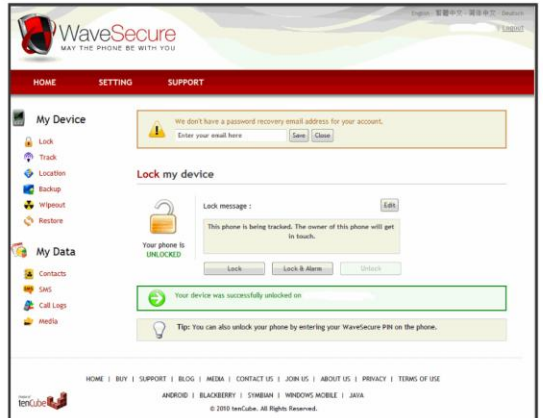 English 繁體中文 简体中文 Deutsch
Logout
WaveSecure
MAY THE PHONE BE WITH YOU
HOME SETTING SUPPORT
My Device
Lock
Track
Location
Backup
Wipeout
Restore
My Data
Contacts
SMS
Call Logs
Media
We don't have a password recovery email address for your account.
Enter your email here Save Close
Lock my device
Lock message : Edit
This phone is being tracked. The owner of this phone will get
in touch.
Your phone is
UNLOCKED
Lock Lock & Alarm Unlock
Your device was successfully unlocked on
Tip: You can also unlock your phone by entering your WaveSecure PIN on the phone.
HOME | BUY | SUPPORT | BLOG | MEDIA | CONTACT US | JOIN US | ABOUT US | PRIVACY | TERMS OF USE
ANDROID | BLACKBERRY | SYMBIAN | WINDOWS MOBILE | JAVA
© 2010 tenCube. All Rights Reserved.
tenCube